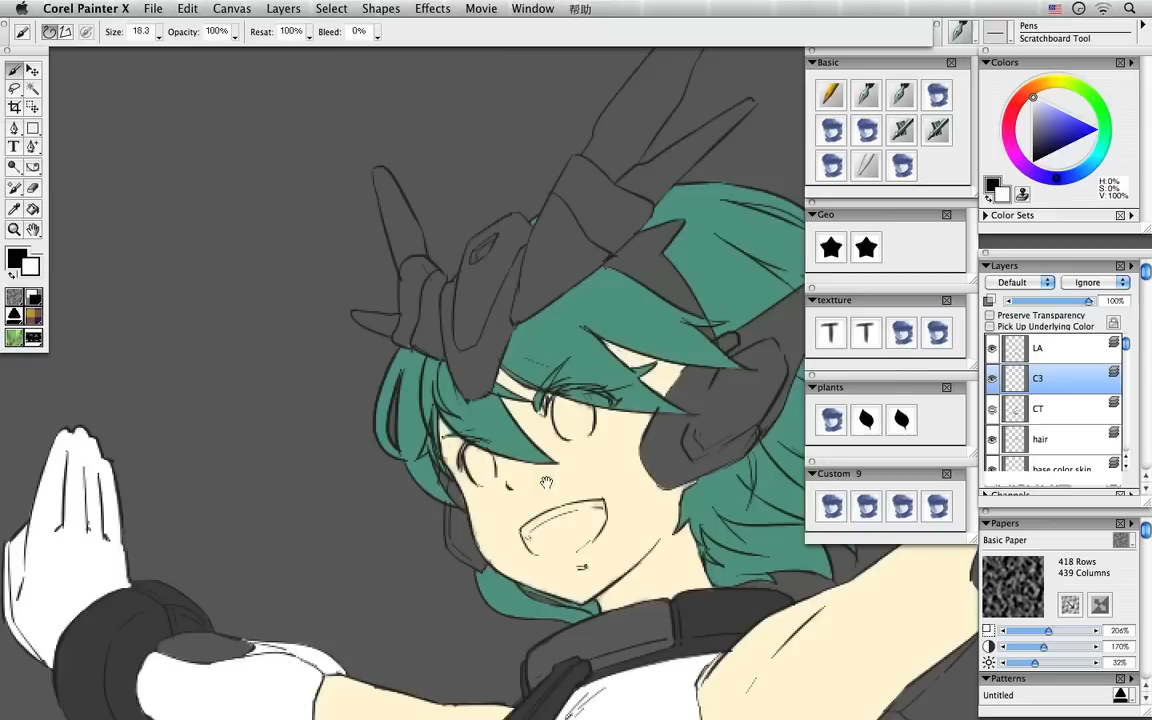 Corel Painter X File Edit Canvas Layers Select Shapes Effects Movie Window 帮助
Size: 18.3 Opacity: 100% Resat: 100% Bleed: 0%
Pens
Scratchboard Tool
Basic
Geo
textture
plants
Custom 9
Colors
H:0%
S:0%
V:100%
Color Sets
Layers
Default Ignore
100%
Preserve Transparency
Pick Up Underlying Color
LA
C3
CT
hair
base color skin
Channels
Papers
Basic Paper
418 Rows
439 Columns
206%
170%
32%
Patterns
Untitled